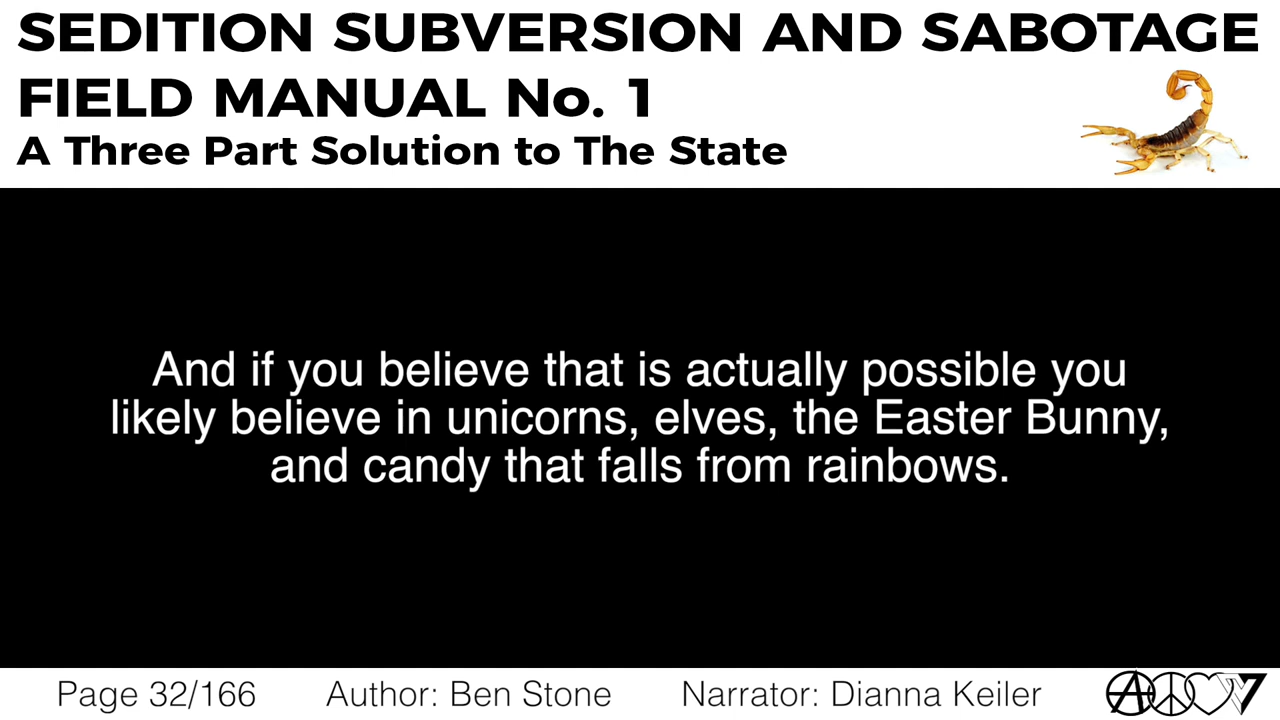 SEDITION SUBVERSION AND SABOTAGE
FIELD MANUAL No. 1
A Three Part Solution to The State
And if you believe that is actually possible you
likely believe in unicorns, elves, the Easter Bunny,
and candy that falls from rainbows.
Page 32/166 Author: Ben Stone Narrator: Dianna Keiler